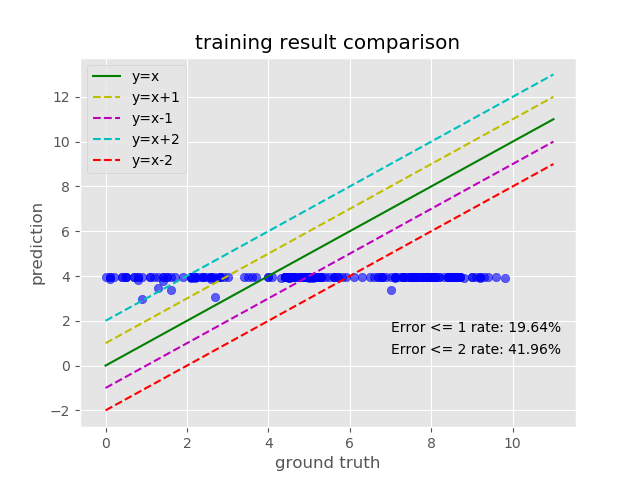 training result comparison
y=x
y=x+1
y=x-1
y=x+2
y=x-2
12
10
8
6
4
2
0
−2
prediction
Error <= 1 rate: 19.64%
Error <= 2 rate: 41.96%
0 2 4 6 8 10
ground truth